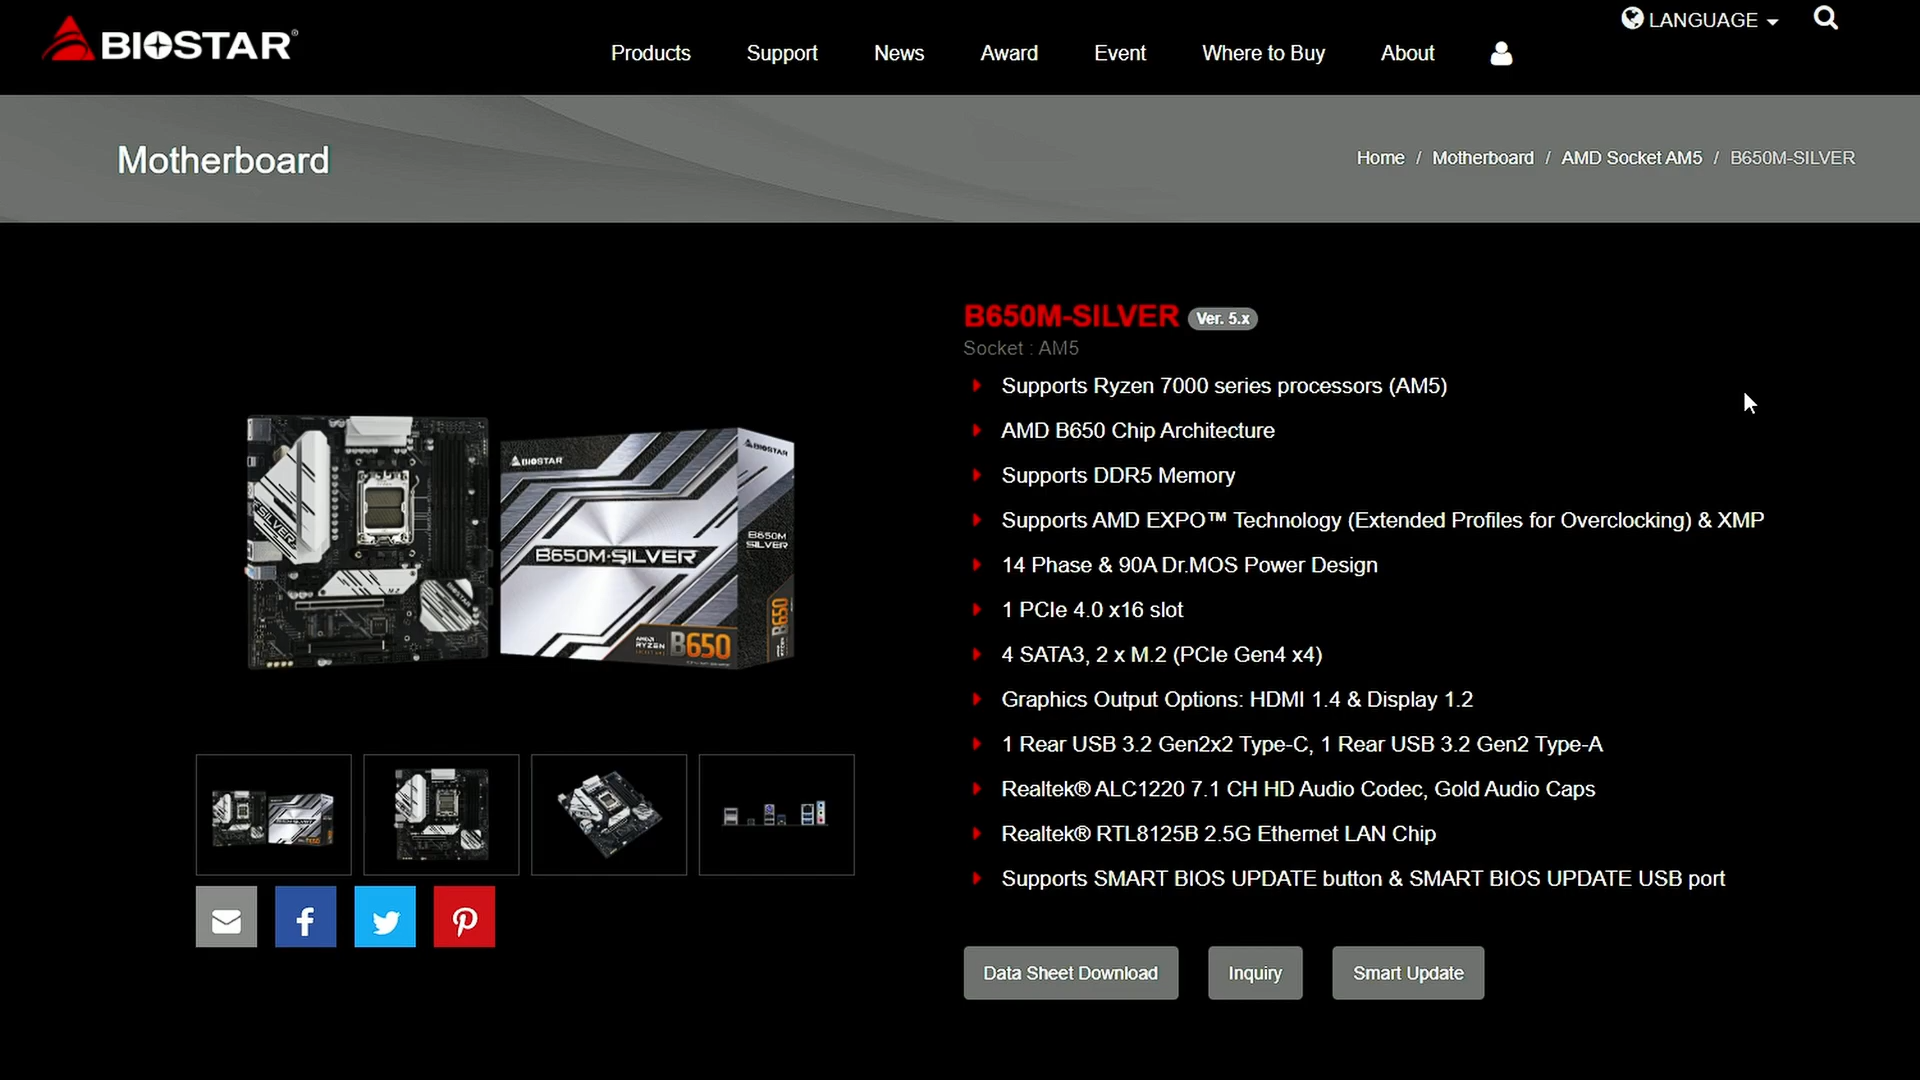 BIOSTAR®
LANGUAGE
Products
Support
News
Award
Event
Where to Buy
About
Motherboard
Home / Motherboard / AMD Socket AM5 / B650M-SILVER
B650M-SILVER Ver. 5.x
Socket : AM5
Supports Ryzen 7000 series processors (AM5)
AMD B650 Chip Architecture
Supports DDR5 Memory
Supports AMD EXPO™ Technology (Extended Profiles for Overclocking) & XMP
14 Phase & 90A Dr.MOS Power Design
1 PCIe 4.0 x16 slot
4 SATA3, 2 x M.2 (PCIe Gen4 x4)
Graphics Output Options: HDMI 1.4 & Display 1.2
1 Rear USB 3.2 Gen2x2 Type-C, 1 Rear USB 3.2 Gen2 Type-A
Realtek® ALC1220 7.1 CH HD Audio Codec, Gold Audio Caps
Realtek® RTL8125B 2.5G Ethernet LAN Chip
Supports SMART BIOS UPDATE button & SMART BIOS UPDATE USB port
Data Sheet Download
Inquiry
Smart Update
SILVER
M.2
BIOSTAR
BIOSTAR
BIOSTAR
B650M-SILVER
B650M
SILVER
AMD
RYZEN
B650
B650